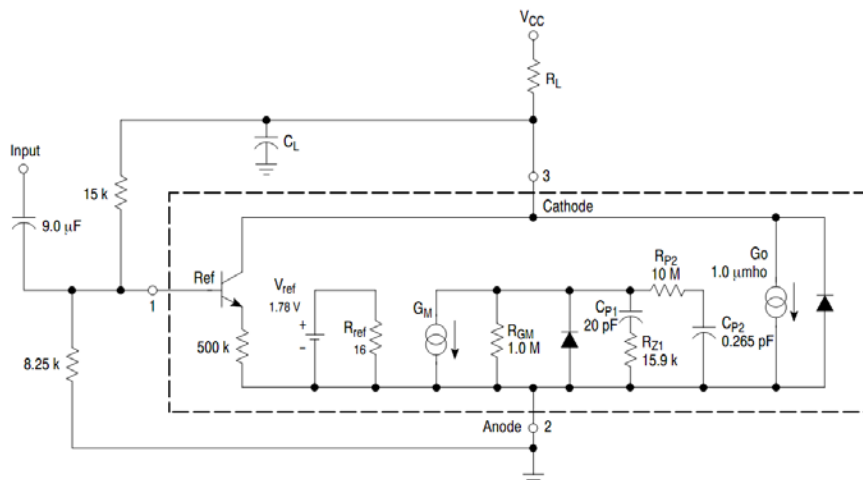 VCC
RL
Input
CL
15 k
3
Cathode
9.0 μF
Ref
Vref
1.78 V
+
-
Rref
16
GM
RGM
1.0 M
CP1
20 pF
RZ1
15.9 k
RP2
10 M
CP2
0.265 pF
Go
1.0 μmho
1
500 k
8.25 k
Anode
2